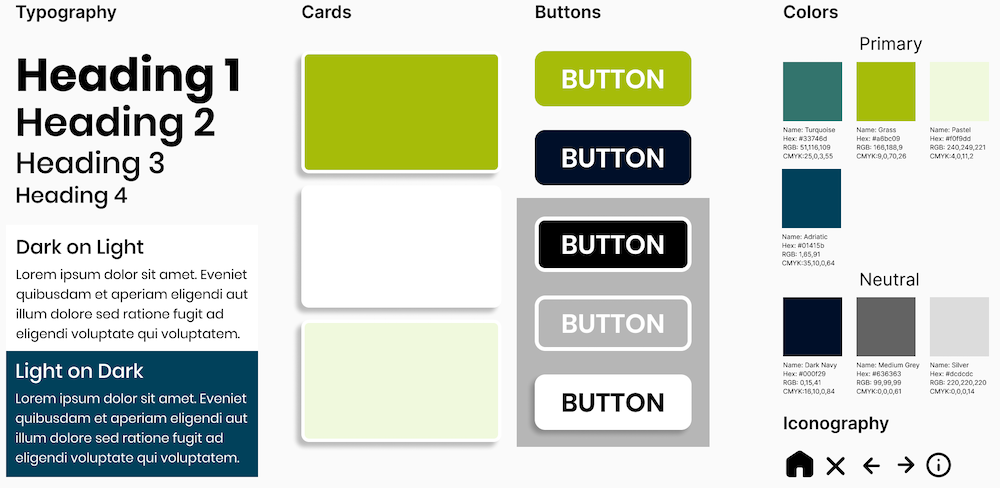 Typography
Heading 1
Heading 2
Heading 3
Heading 4
Dark on Light
Lorem ipsum dolor sit amet. Eveniet
quibusdam et aperiam eligendi aut
illum dolore sed ratione fugit ad
eligendi voluptate qui voluptatem.
Light on Dark
Lorem ipsum dolor sit amet. Eveniet
quibusdam et aperiam eligendi aut
illum dolore sed ratione fugit ad
eligendi voluptate qui voluptatem.
Cards
Buttons
BUTTON
BUTTON
BUTTON
BUTTON
BUTTON
Colors
Primary
Name: Turquoise
Hex: #33746d
RGB: 51,116,109
CMYK:25,0,3,55
Name: Grass
Hex: #a6bc09
RGB: 166,188,9
CMYK:9,0,70,26
Name: Pastel
Hex: #f0f9dd
RGB: 240,249,221
CMYK:4,0,11,2
Name: Adriatic
Hex: #01415b
RGB: 1,65,91
CMYK:35,10,0,64
Neutral
Name: Dark Navy
Hex: #000f29
RGB: 0,15,41
CMYK:16,10,0,84
Name: Medium Grey
Hex: #636363
RGB: 99,99,99
CMYK:0,0,0,61
Name: Silver
Hex: #dcdcdc
RGB: 220,220,220
CMYK:0,0,0,14
Iconography